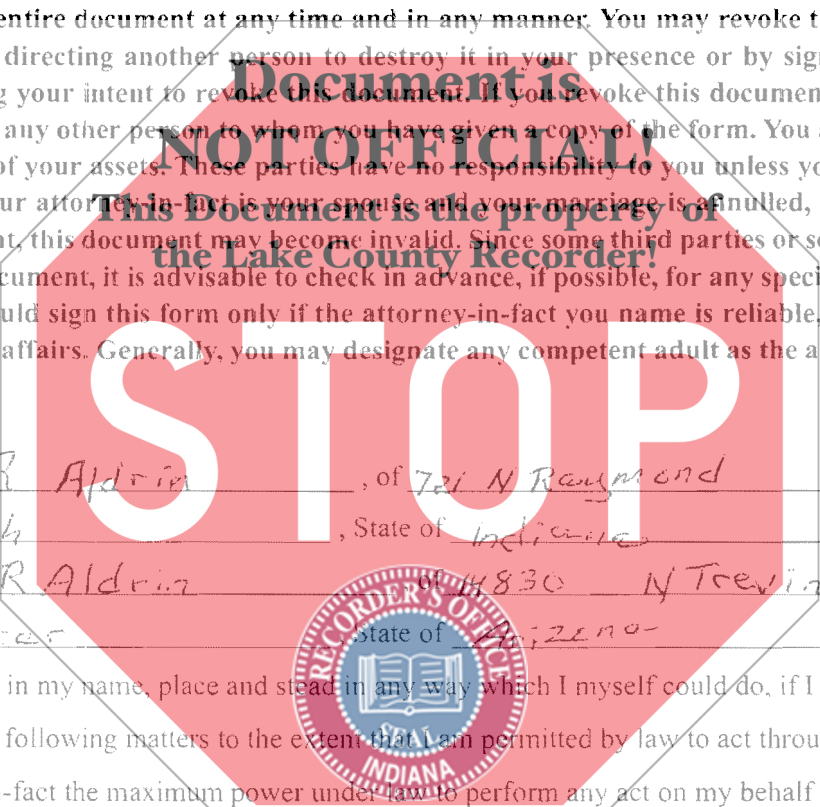 entire document at any time and in any manner. You may revoke t
directing another person to destroy it in your presence or by sig
Document is
g your intent to revoke this document. If you revoke this documen
any other person to whom you have given a copy of the form. You a
NOT OFFICIAL!
of your assets. These parties have no responsibility to you unless yo
ur attorney-in-fact is your spouse and your marriage is annulled,
This Document is the property of
nt, this document may become invalid. Since some third parties or so
the Lake County Recorder!
cument, it is advisable to check in advance, if possible, for any speci
uld sign this form only if the attorney-in-fact you name is reliable,
affairs. Generally, you may designate any competent adult as the a
STOP
R Aldrin, of 721 N Raymond
h, State of Indiana
R Aldrin of 14830 N Trevin
State of Arizona
RECORDER'S OFFICE
in my name, place and stead in any way which I myself could do, if I
following matters to the extent that I am permitted by law to act throu
SEAL
INDIANA
-fact the maximum power under law to perform any act on my behalf